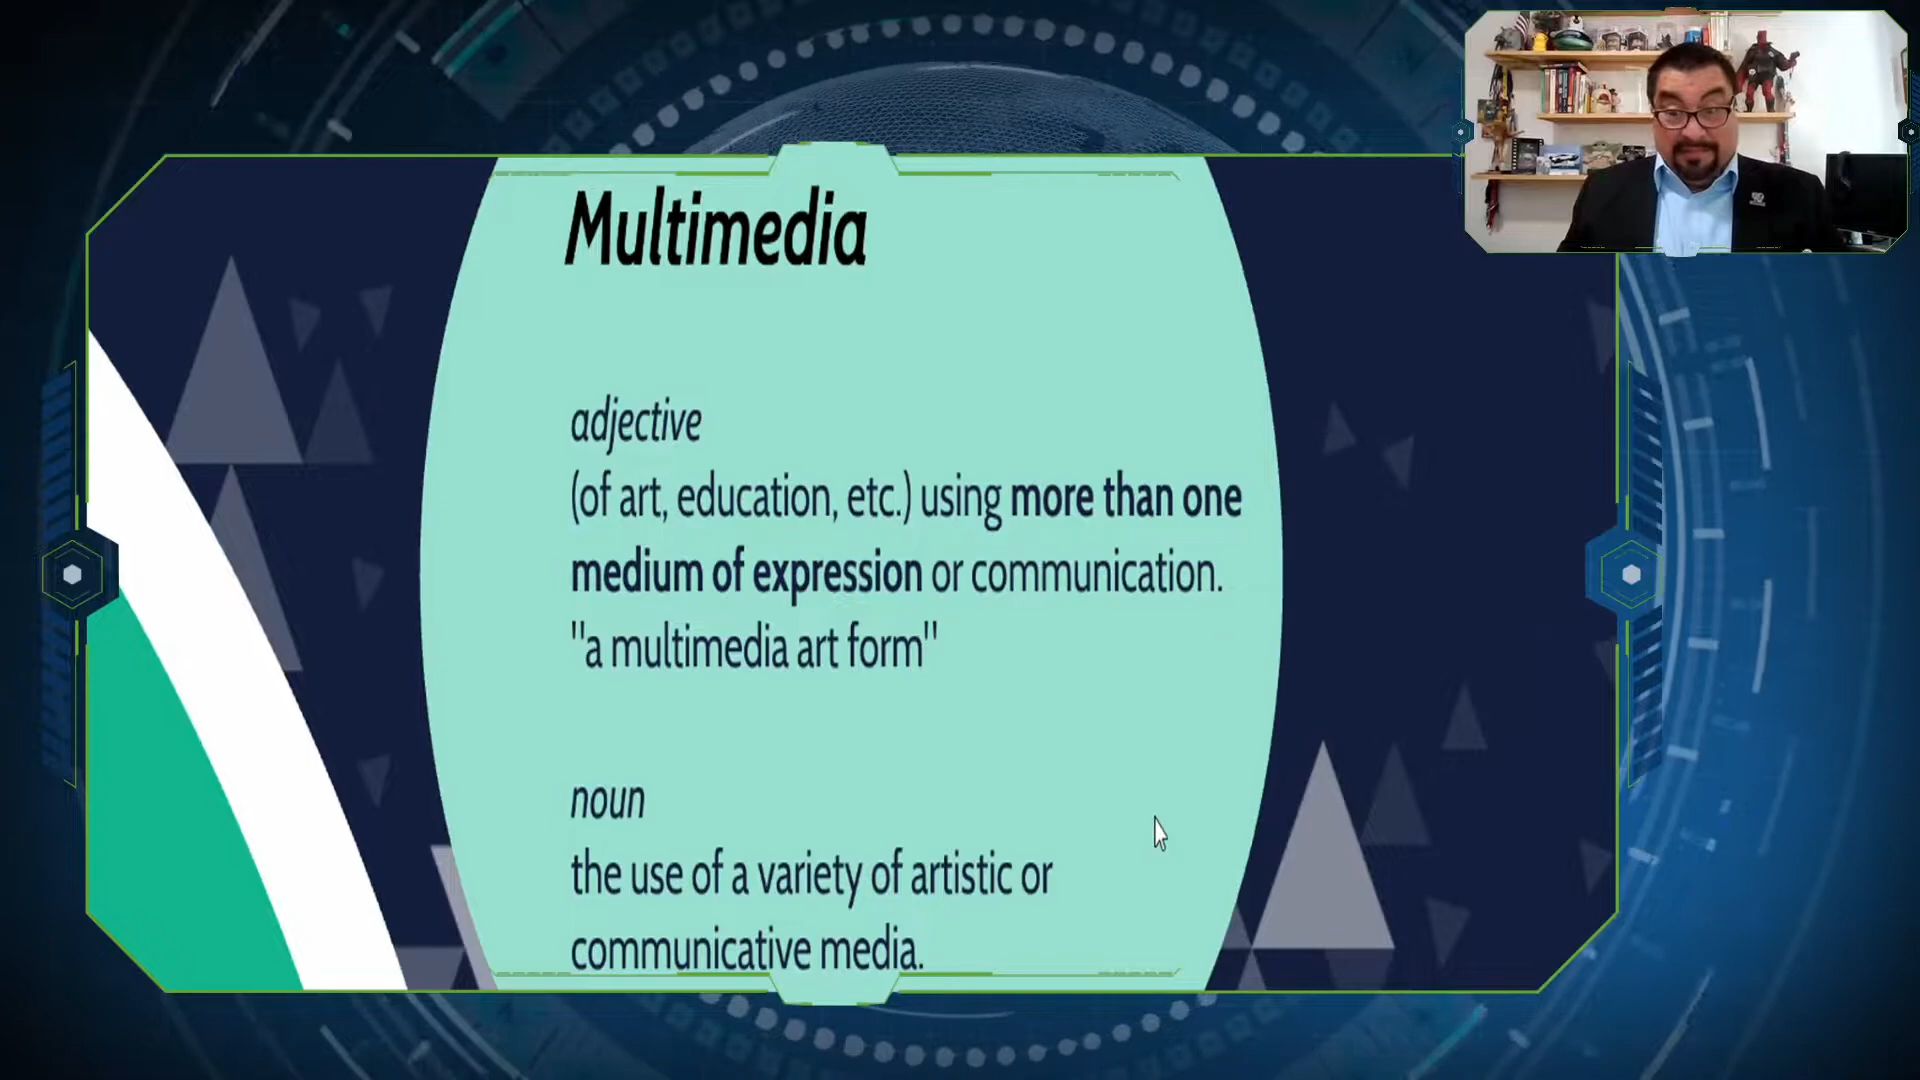 Multimedia
adjective
(of art, education, etc.) using more than one
medium of expression or communication.
"a multimedia art form"
noun
the use of a variety of artistic or
communicative media.